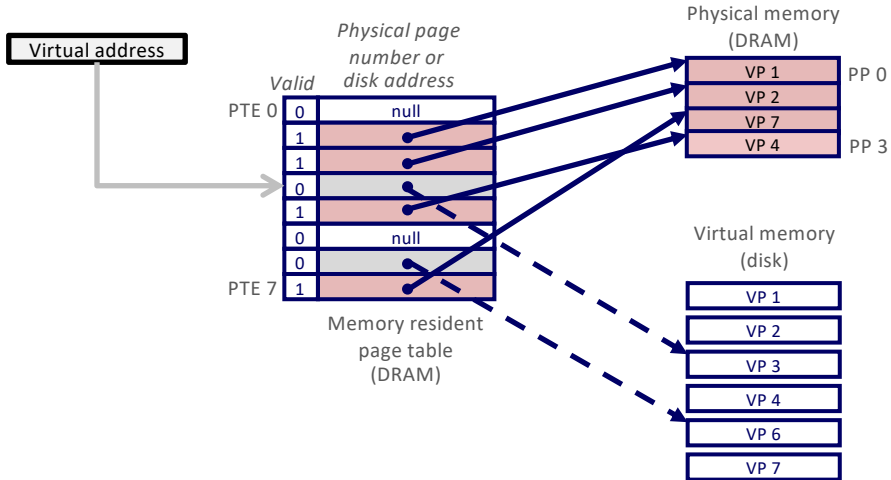 Virtual address
Physical page
number or
disk address
Valid
PTE 0
0
null
1
1
0
1
0
null
0
PTE 7
1
Memory resident
page table
(DRAM)
Physical memory
(DRAM)
VP 1
PP 0
VP 2
VP 7
VP 4
PP 3
Virtual memory
(disk)
VP 1
VP 2
VP 3
VP 4
VP 6
VP 7